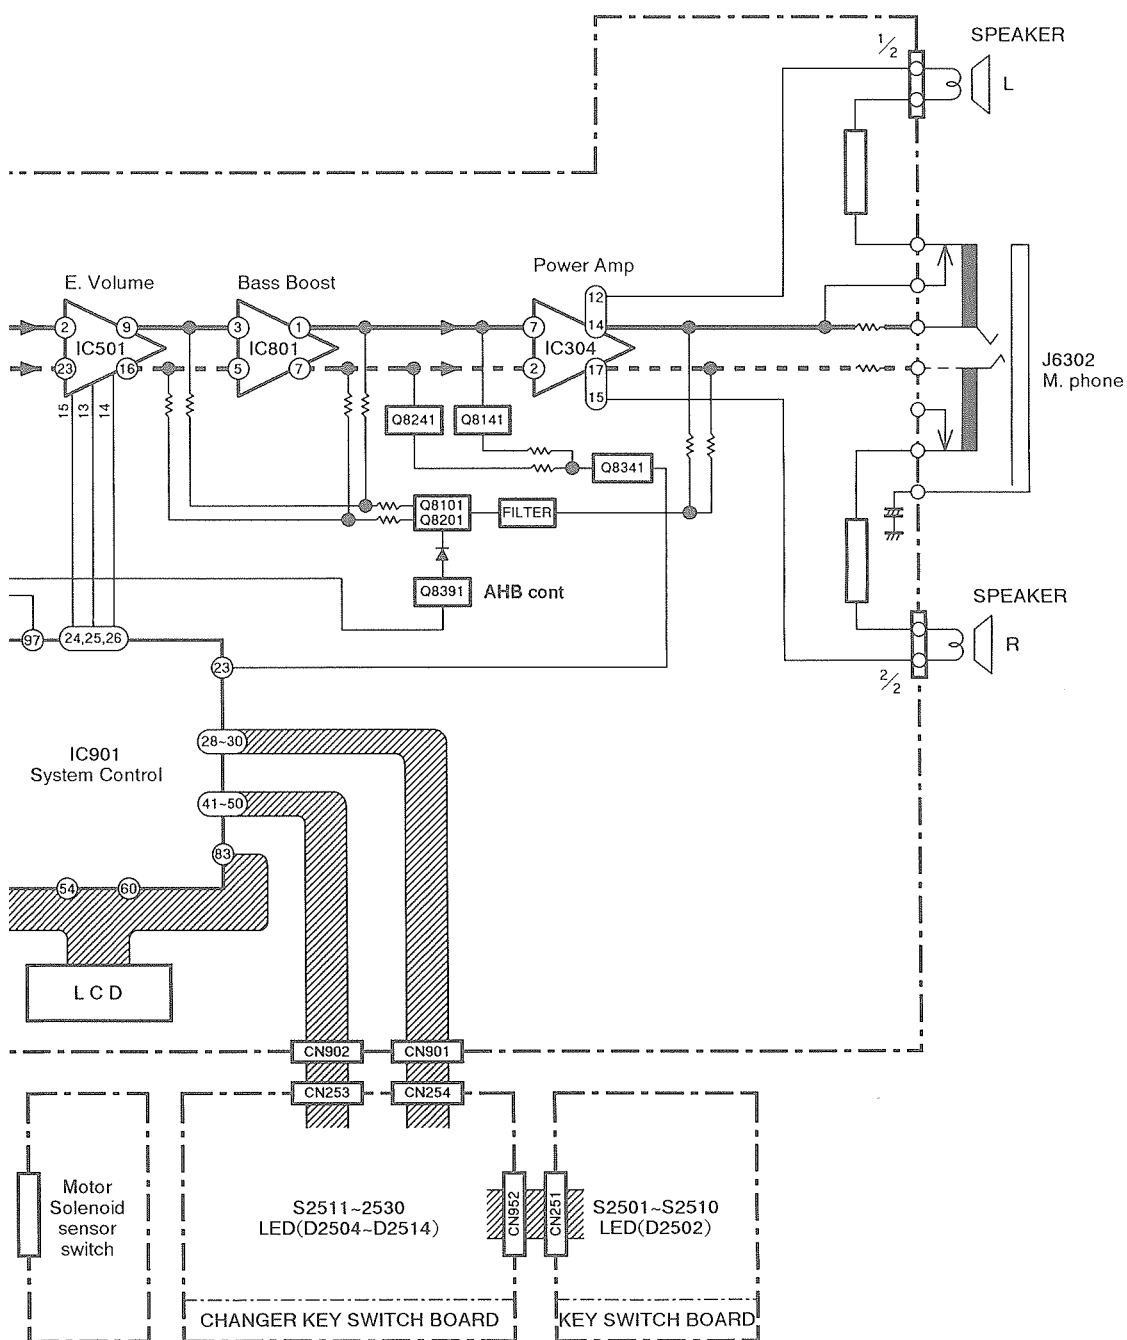 SPEAKER
1/2
L
E. Volume
Bass Boost
Power Amp
12
2
9
3
1
7
14
IC501
IC801
IC304
23
16
5
7
2
17
15
J6302
M. phone
15
13
14
Q8241
Q8141
Q8341
Q8101
Q8201
FILTER
Q8391
AHB cont
SPEAKER
97
24,25,26
R
23
2/2
28~30
IC901
System Control
41~50
83
54
60
LCD
CN902
CN901
CN253
CN254
Motor
Solenoid
sensor
switch
S2511~2530
LED(D2504~D2514)
CN952
CN251
S2501~S2510
LED(D2502)
CHANGER KEY SWITCH BOARD
KEY SWITCH BOARD